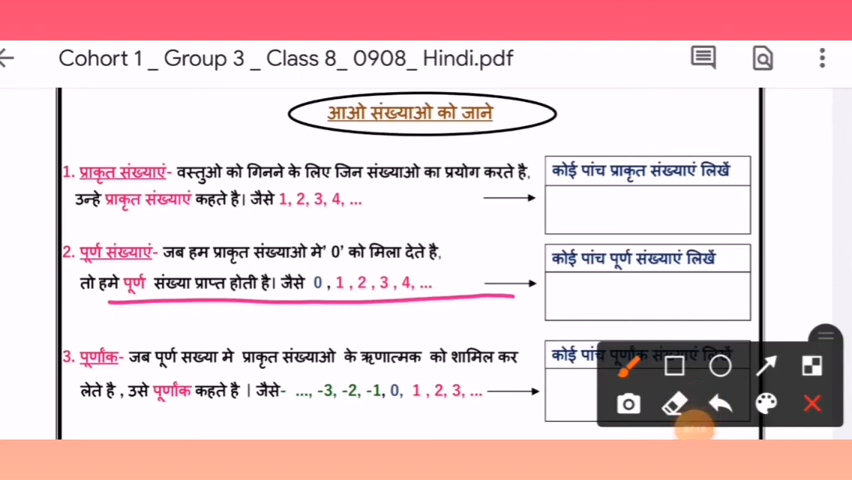 Cohort 1 _ Group 3 _ Class 8_ 0908_ Hindi.pdf
आओ संख्याओ को जाने
1. प्राकृत संख्याएं- वस्तुओ को गिनने के लिए जिन संख्याओ का प्रयोग करते है,
उन्हे प्राकृत संख्याएं कहते है। जैसे 1, 2, 3, 4, ...
कोई पांच प्राकृत संख्याएं लिखें
2. पूर्ण संख्याएं- जब हम प्राकृत संख्याओ मे' 0' को मिला देते है,
तो हमे पूर्ण संख्या प्राप्त होती है। जैसे 0 , 1 , 2 , 3 , 4, ...
कोई पांच पूर्ण संख्याएं लिखें
3. पूर्णांक- जब पूर्ण सख्या मे प्राकृत संख्याओ के ऋणात्मक को शामिल कर
लेते है , उसे पूर्णांक कहते है । जैसे- ..., -3, -2, -1, 0, 1 , 2, 3, ...
कोई पांच पूर्णांक संख्याएं लिखें